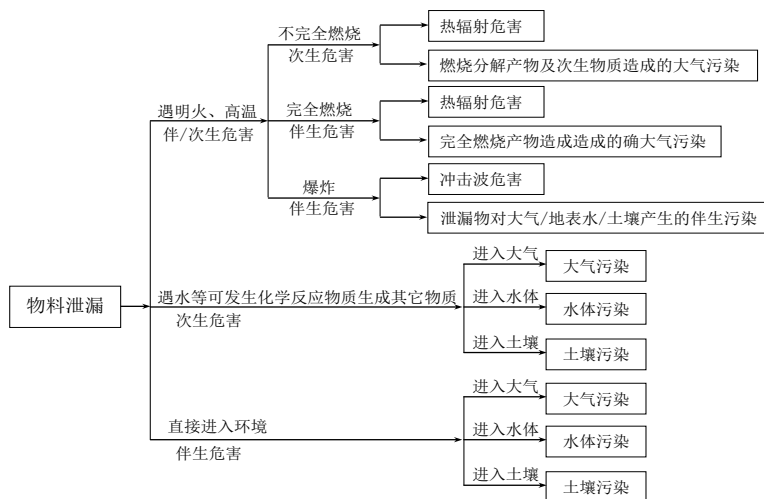 不完全燃烧
次生危害
热辐射危害
燃烧分解产物及次生物质造成的大气污染
遇明火、高温
伴/次生危害
完全燃烧
伴生危害
热辐射危害
完全燃烧产物造成造成的确大气污染
爆炸
伴生危害
冲击波危害
泄漏物对大气/地表水/土壤产生的伴生污染
物料泄漏
遇水等可发生化学反应物质生成其它物质
次生危害
进入大气
大气污染
进入水体
水体污染
进入土壤
土壤污染
直接进入环境
伴生危害
进入大气
大气污染
进入水体
水体污染
进入土壤
土壤污染